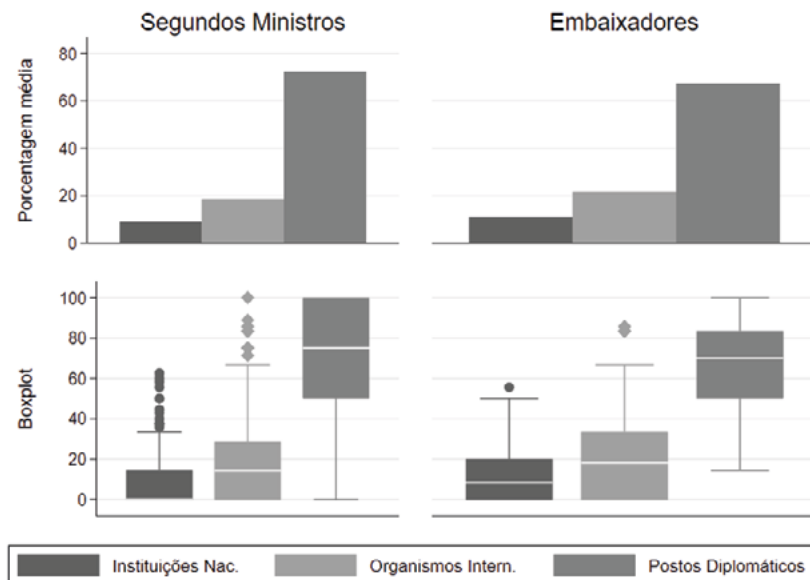 Segundos Ministros
Embaixadores
Porcentagem média
80
60
40
20
0
Boxplot
100
80
60
40
20
0
Instituições Nac.
Organismos Intern.
Postos Diplomáticos